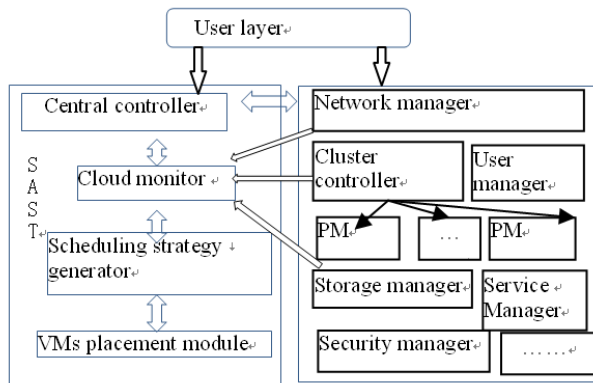 User layer
Central controller
Network manager
SAST
Cloud monitor
Cluster
controller
User
manager
PM
...
PM
Scheduling strategy
generator
Storage manager
Service
Manager
VMs placement module
Security manager
......